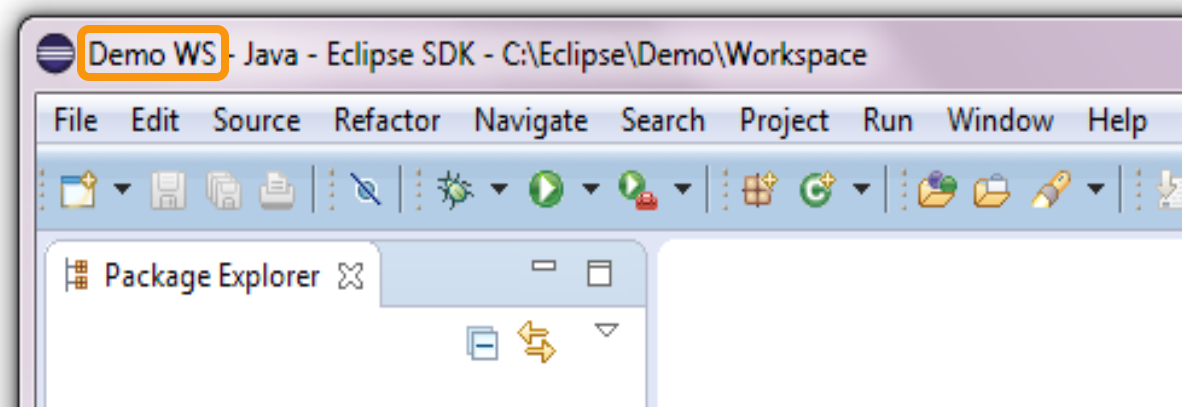 Demo WS - Java - Eclipse SDK - C:\Eclipse\Demo\Workspace
File Edit Source Refactor Navigate Search Project Run Window Help
Package Explorer